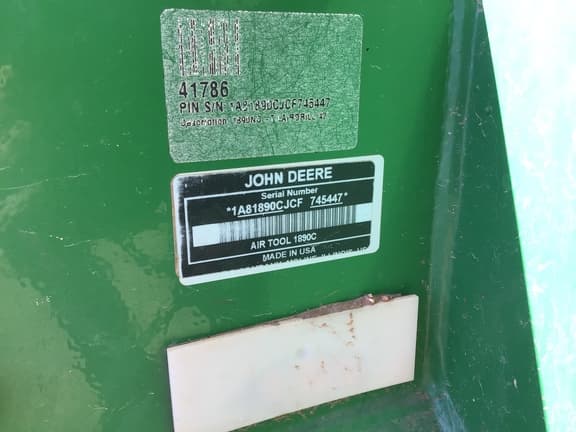 41786
PIN S/N 1A81890CJCF745447
JOHN DEERE
Serial Number
*1A81890CJCF 745447*
AIR TOOL 1890C
MADE IN USA